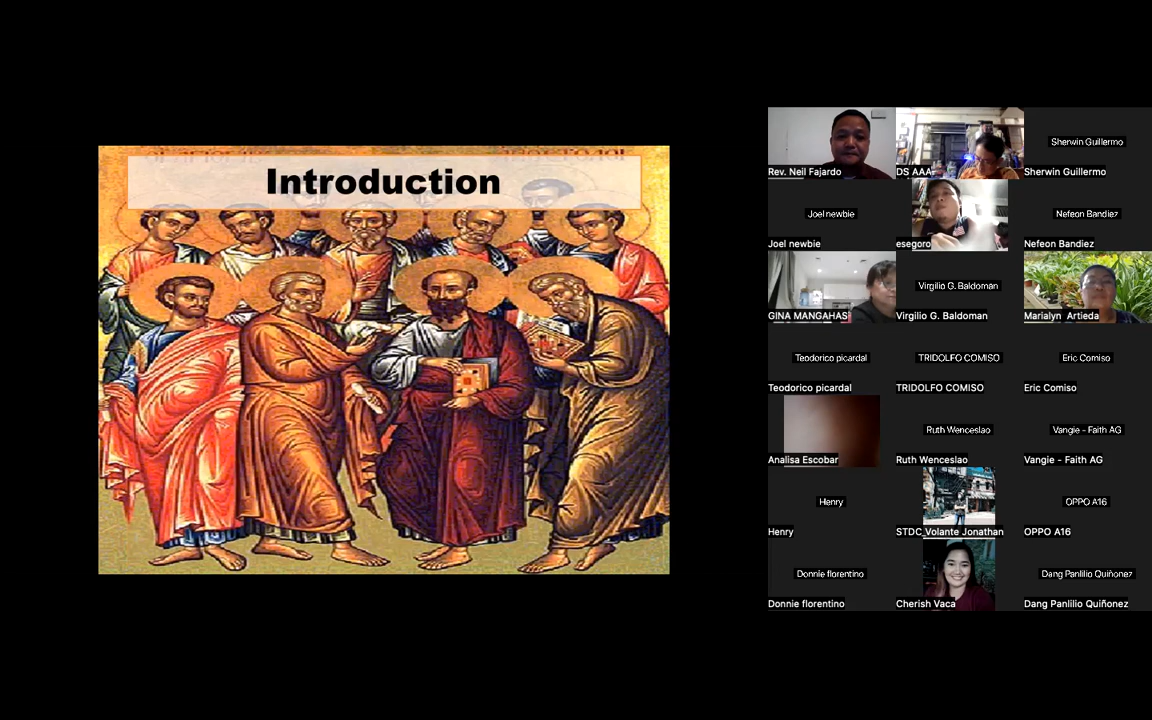 Introduction
Rev. Neil Fajardo
DS AAA
Sherwin Guillermo
Sherwin Guillermo
Joel newbie
Joel newbie
esegoro
Nefeon Bandiez
Nefeon Bandiez
GINA MANGAHAS
Virgilio G. Baldoman
Virgilio G. Baldoman
Marialyn Artieda
Teodorico picardal
Teodorico picardal
TRIDOLFO COMISO
TRIDOLFO COMISO
Eric Comiso
Eric Comiso
Analisa Escobar
Ruth Wenceslao
Ruth Wenceslao
Vangie - Faith AG
Vangie - Faith AG
Henry
Henry
STDC_Volante Jonathan
OPPO A16
OPPO A16
Donnie florentino
Donnie florentino
Cherish Vaca
Dang Panlilio Quiñonez
Dang Panlilio Quiñonez